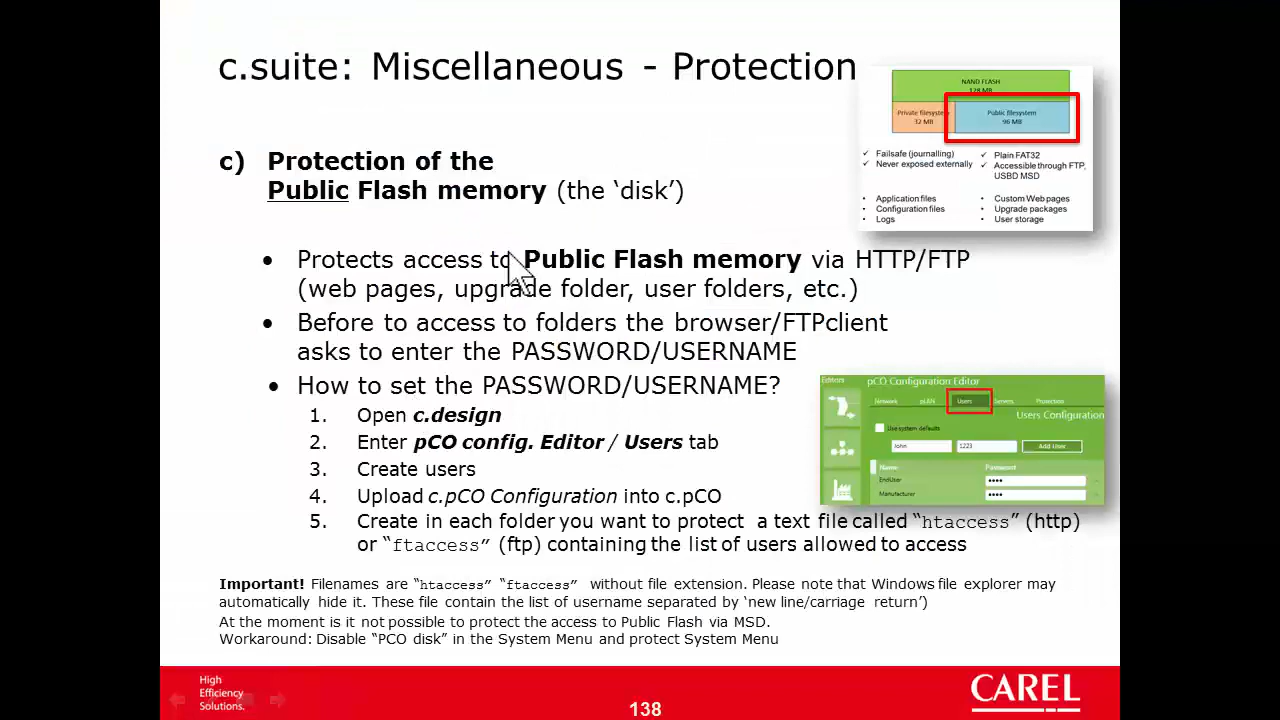 c.suite: Miscellaneous - Protection
NAND FLASH
128 MB
Private filesystem
32 MB
Public filesystem
96 MB
✓ Failsafe (journalling)
✓ Never exposed externally
✓ Plain FAT32
✓ Accessible through FTP,
USBD MSD
• Application files
• Configuration files
• Logs
• Custom Web pages
• Upgrade packages
• User storage
c) Protection of the
Public Flash memory (the ‘disk’)
• Protects access to Public Flash memory via HTTP/FTP
(web pages, upgrade folder, user folders, etc.)
• Before to access to folders the browser/FTPclient
asks to enter the PASSWORD/USERNAME
• How to set the PASSWORD/USERNAME?
1. Open c.design
2. Enter pCO config. Editor / Users tab
3. Create users
4. Upload c.pCO Configuration into c.pCO
5. Create in each folder you want to protect a text file called “htaccess” (http)
or “ftaccess” (ftp) containing the list of users allowed to access
Editors
pCO Configuration Editor
Network pLAN Users Servers Protection
Users Configuration
Use system defaults
John 1223 Add User
Name Password
EndUser ••••
Manufacturer ••••
Important! Filenames are “htaccess” “ftaccess” without file extension. Please note that Windows file explorer may
automatically hide it. These file contain the list of username separated by ‘new line/carriage return’)
At the moment is it not possible to protect the access to Public Flash via MSD.
Workaround: Disable “PCO disk” in the System Menu and protect System Menu
High
Efficiency
Solutions.
138
CAREL